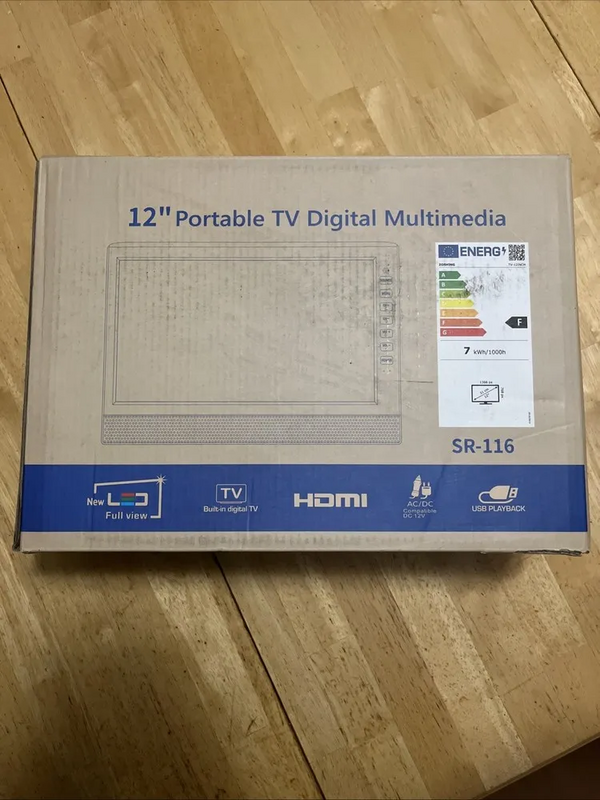 12" Portable TV Digital Multimedia
ENERG
A
B
E
F
G
F
7 kWh/1000h
SR-116
New LED
Full view
TV
Built-in digital TV
HDMI
AC/DC
Compatible
DC 12V
USB PLAYBACK